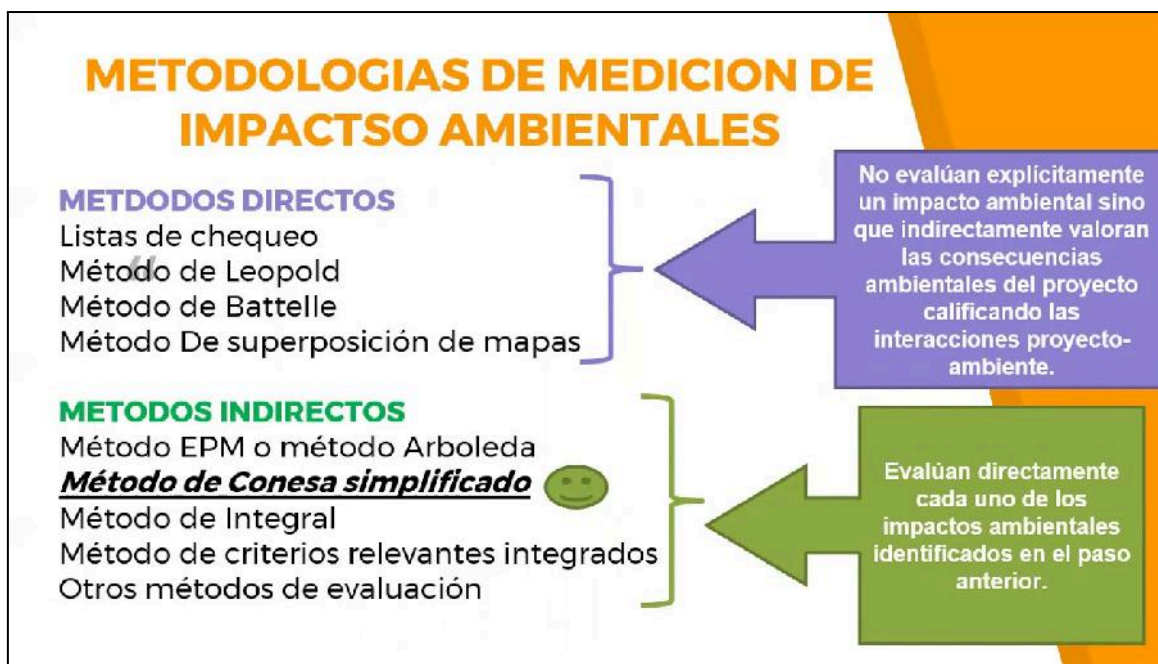 METODOLOGIAS DE MEDICION DE
IMPACTSO AMBIENTALES
METDODOS DIRECTOS
Listas de chequeo
Método de Leopold
Método de Battelle
Método De superposición de mapas
No evalúan explícitamente
un impacto ambiental sino
que indirectamente valoran
las consecuencias
ambientales del proyecto
calificando las
interacciones proyecto-
ambiente.
METODOS INDIRECTOS
Método EPM o método Arboleda
Método de Conesa simplificado
Método de Integral
Método de criterios relevantes integrados
Otros métodos de evaluación
Evalúan directamente
cada uno de los
impactos ambientales
identificados en el paso
anterior.